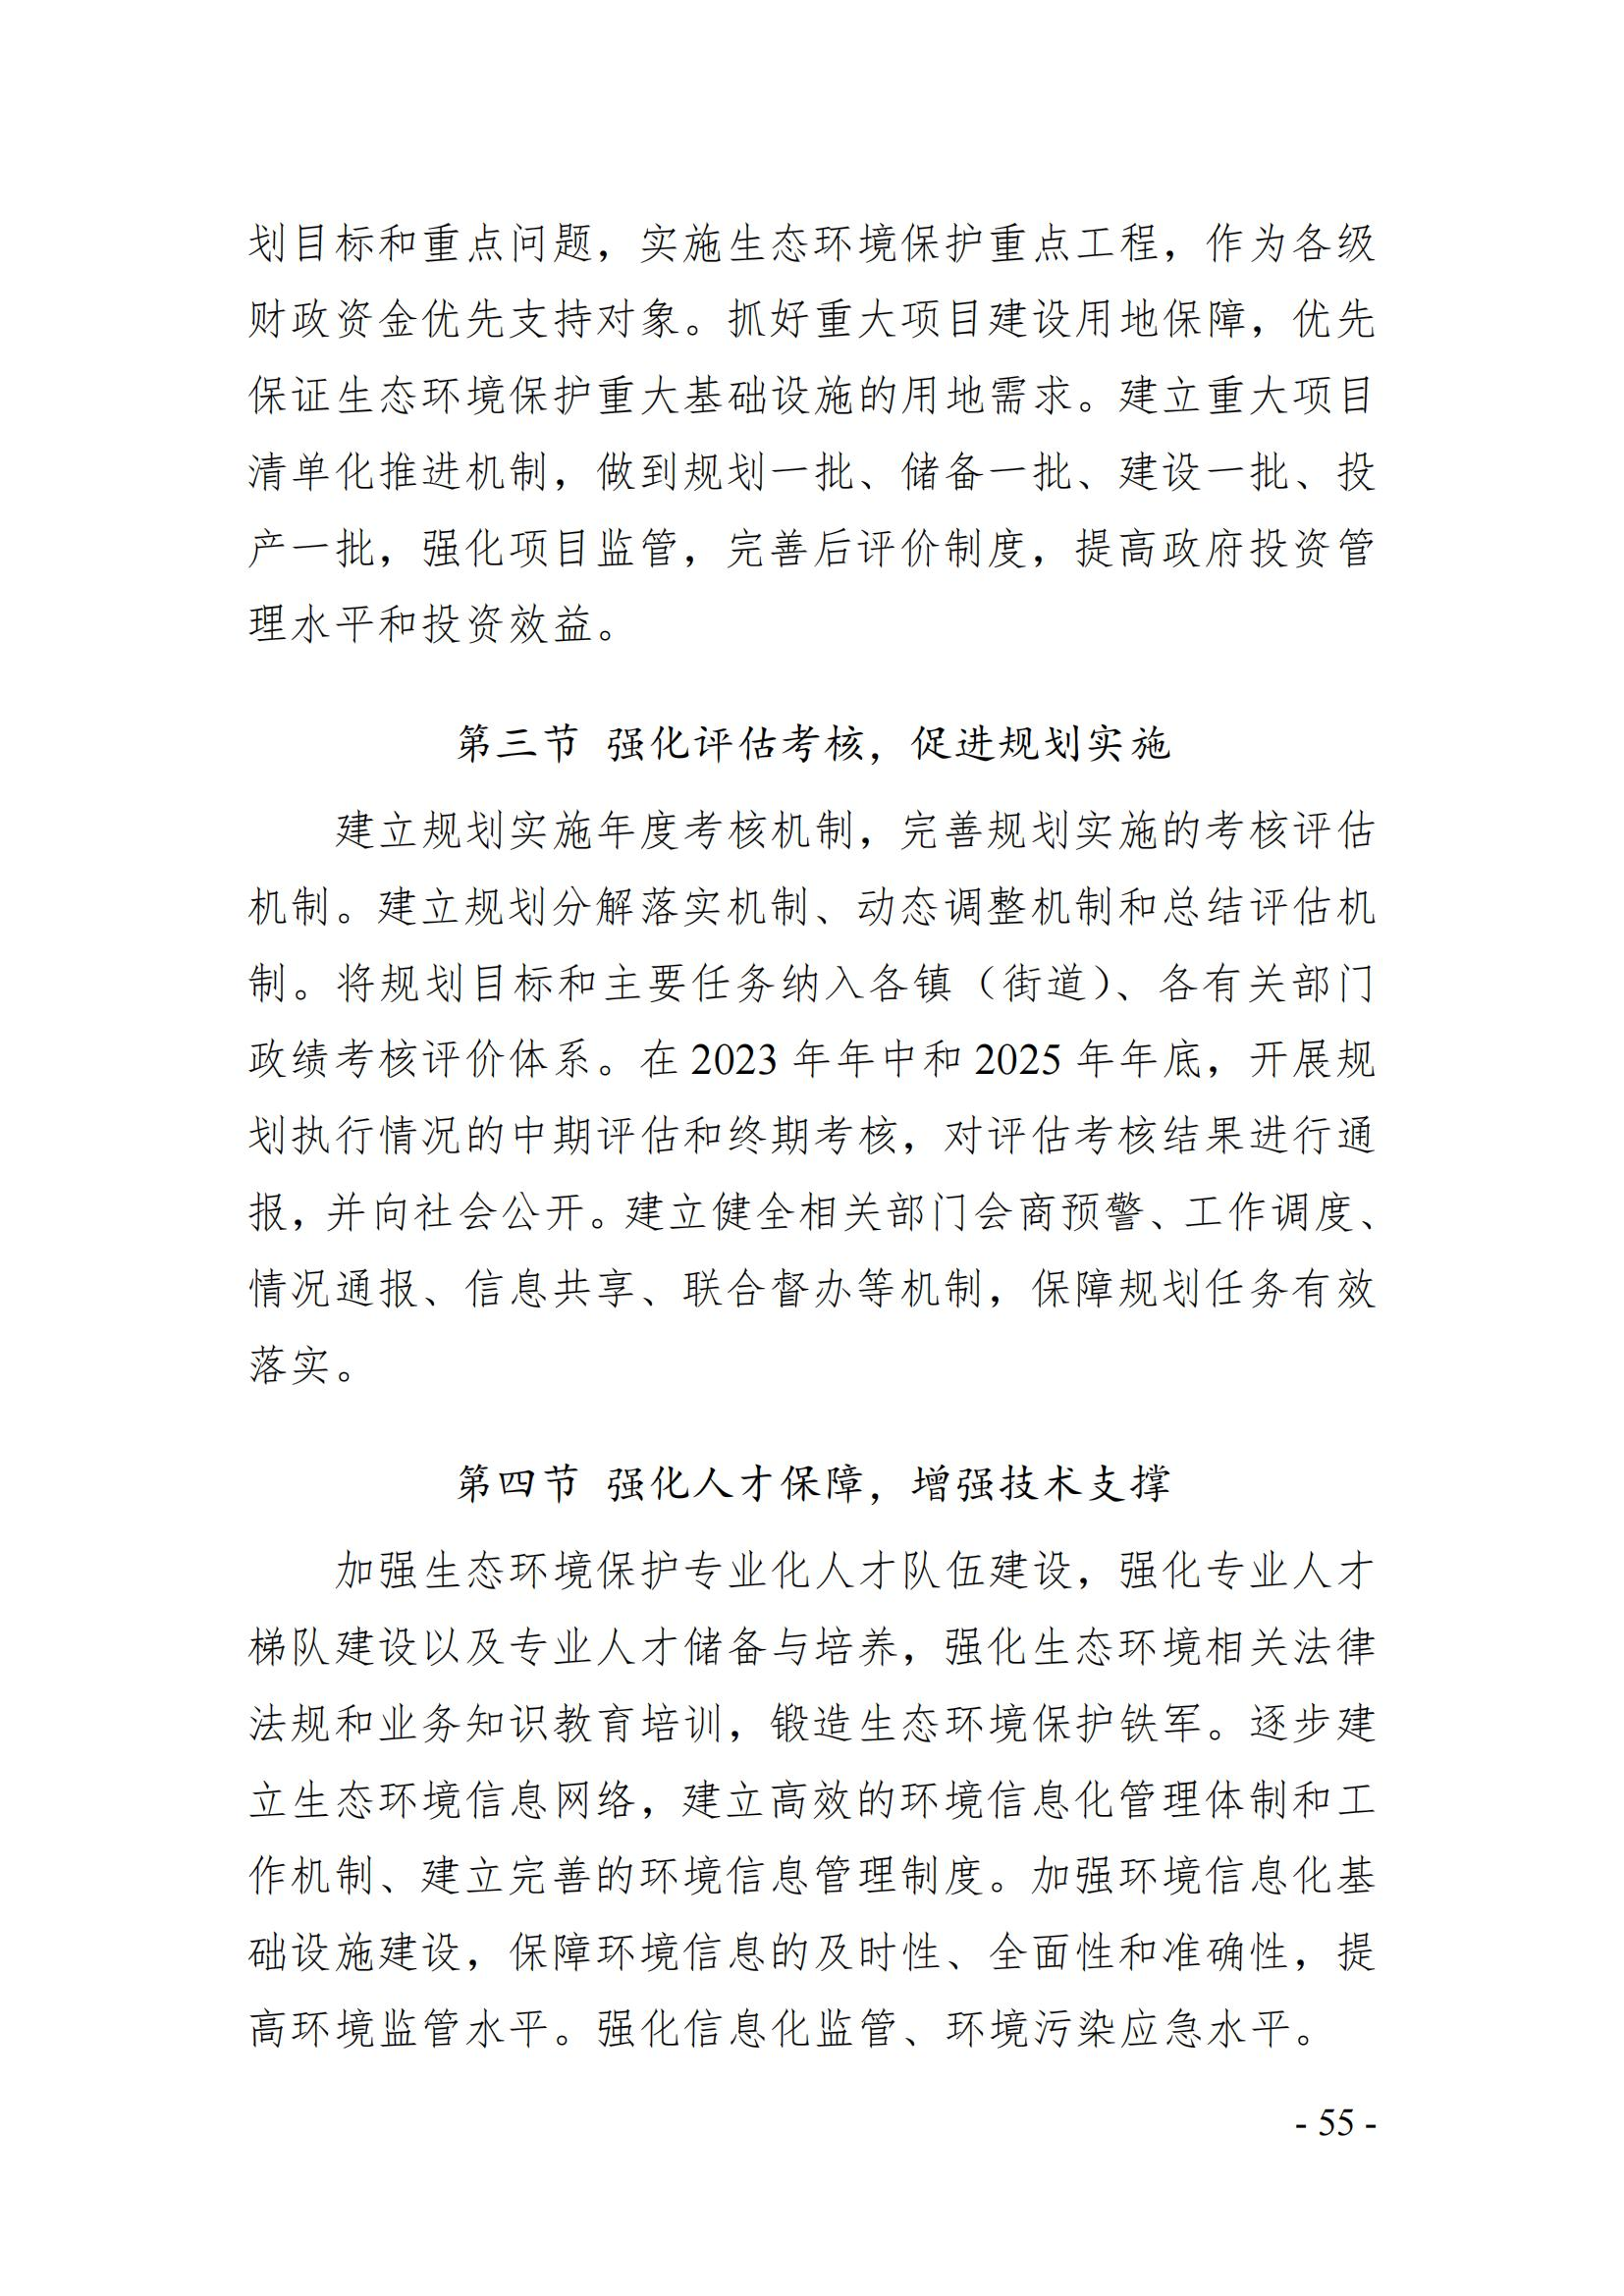 划目标和重点问题，实施生态环境保护重点工程，作为各级
财政资金优先支持对象。抓好重大项目建设用地保障，优先
保证生态环境保护重大基础设施的用地需求。建立重大项目
清单化推进机制，做到规划一批、储备一批、建设一批、投
产一批，强化项目监管，完善后评价制度，提高政府投资管
理水平和投资效益。
第三节 强化评估考核，促进规划实施
建立规划实施年度考核机制，完善规划实施的考核评估
机制。建立规划分解落实机制、动态调整机制和总结评估机
制。将规划目标和主要任务纳入各镇（街道）、各有关部门
政绩考核评价体系。在 2023 年年中和 2025 年年底，开展规
划执行情况的中期评估和终期考核，对评估考核结果进行通
报，并向社会公开。建立健全相关部门会商预警、工作调度、
情况通报、信息共享、联合督办等机制，保障规划任务有效
落实。
第四节 强化人才保障，增强技术支撑
加强生态环境保护专业化人才队伍建设，强化专业人才
梯队建设以及专业人才储备与培养，强化生态环境相关法律
法规和业务知识教育培训，锻造生态环境保护铁军。逐步建
立生态环境信息网络，建立高效的环境信息化管理体制和工
作机制、建立完善的环境信息管理制度。加强环境信息化基
础设施建设，保障环境信息的及时性、全面性和准确性，提
高环境监管水平。强化信息化监管、环境污染应急水平。
- 55 -